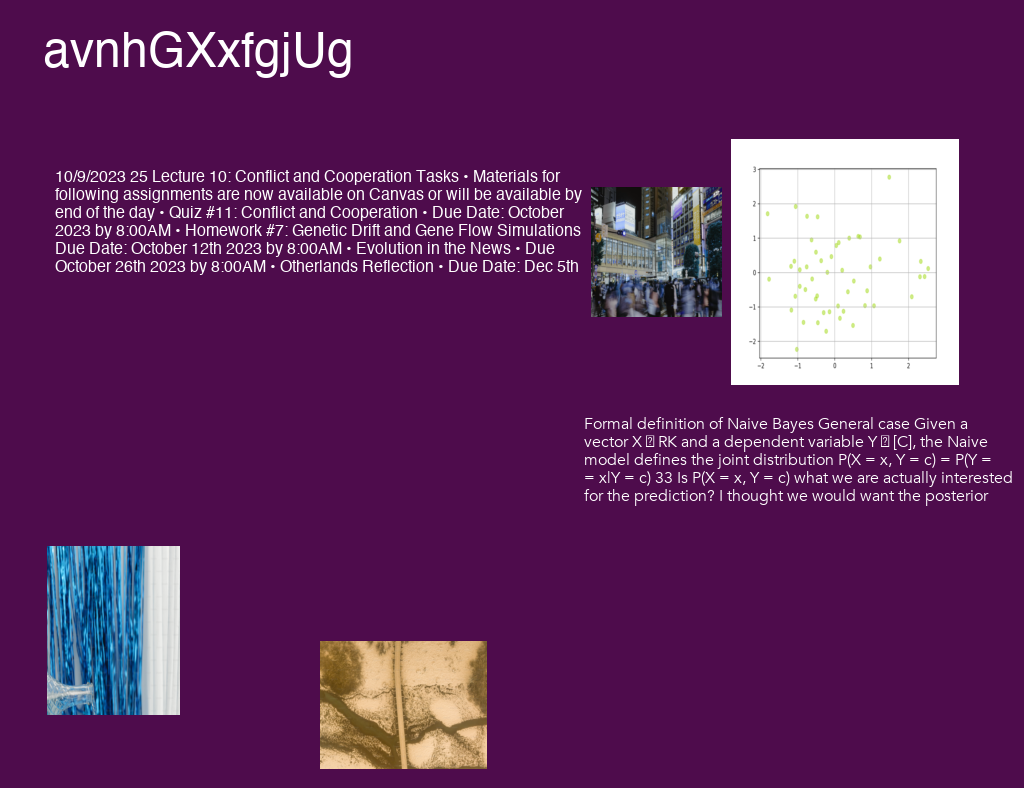 avnhGXxfgjUg
10/9/2023 25 Lecture 10: Conflict and Cooperation Tasks • Materials for
following assignments are now available on Canvas or will be available by
end of the day • Quiz #11: Conflict and Cooperation • Due Date: October
2023 by 8:00AM • Homework #7: Genetic Drift and Gene Flow Simulations
Due Date: October 12th 2023 by 8:00AM • Evolution in the News • Due
October 26th 2023 by 8:00AM • Otherlands Reflection • Due Date: Dec 5th
3
2
1
0
−1
−2
−2 −1 0 1 2
Formal definition of Naive Bayes General case Given a
vector X RK and a dependent variable Y [C], the Naive
model defines the joint distribution P(X = x, Y = c) = P(Y =
= x|Y = c) 33 Is P(X = x, Y = c) what we are actually interested
for the prediction? I thought we would want the posterior